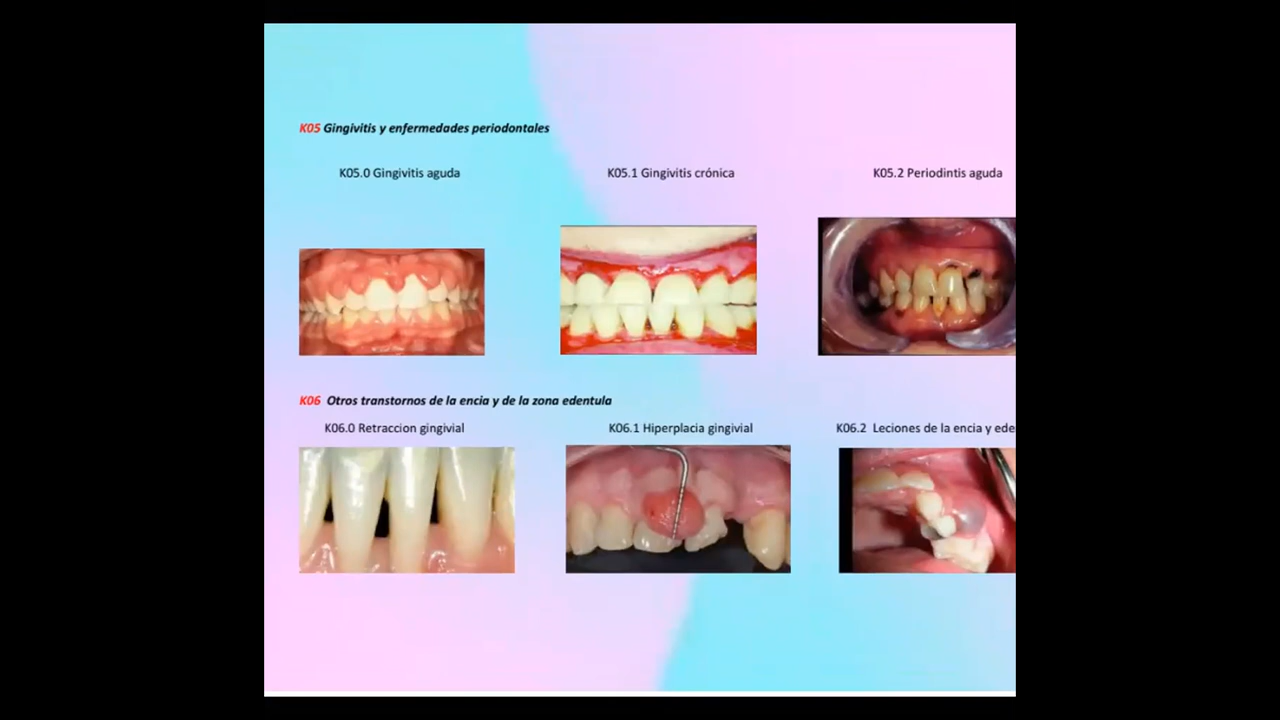 K05 Gingivitis y enfermedades periodontales
K05.0 Gingivitis aguda
K05.1 Gingivitis crónica
K05.2 Periodintis aguda
K06 Otros transtornos de la encia y de la zona edentula
K06.0 Retraccion gingivial
K06.1 Hiperplacia gingivial
K06.2 Leciones de la encia y ede